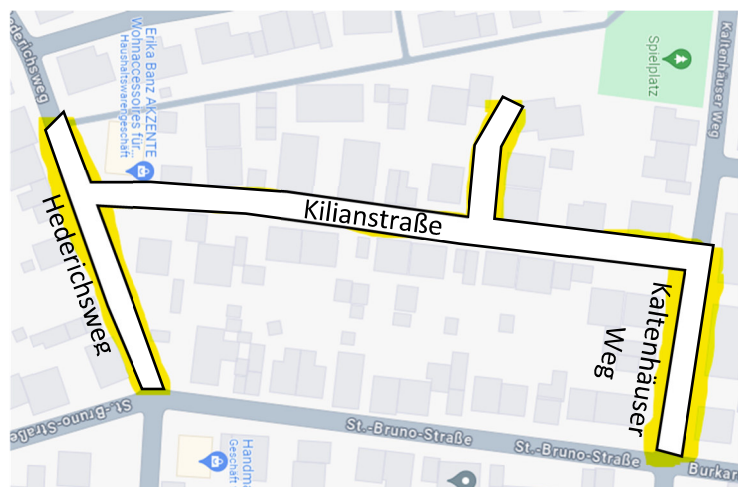 Hederichsweg
Erika Banz AKZENTE
Wohnaccessoires für...
Haushaltswarengeschäft
Spielplatz
Kaltenhäuser Weg
Kilianstraße
Hederichsweg
Kaltenhäuser
Weg
St.-Bruno-Straße
St.-Bruno-Straße
St.-Bruno-Straße
Handma
Geschäft
Burkar